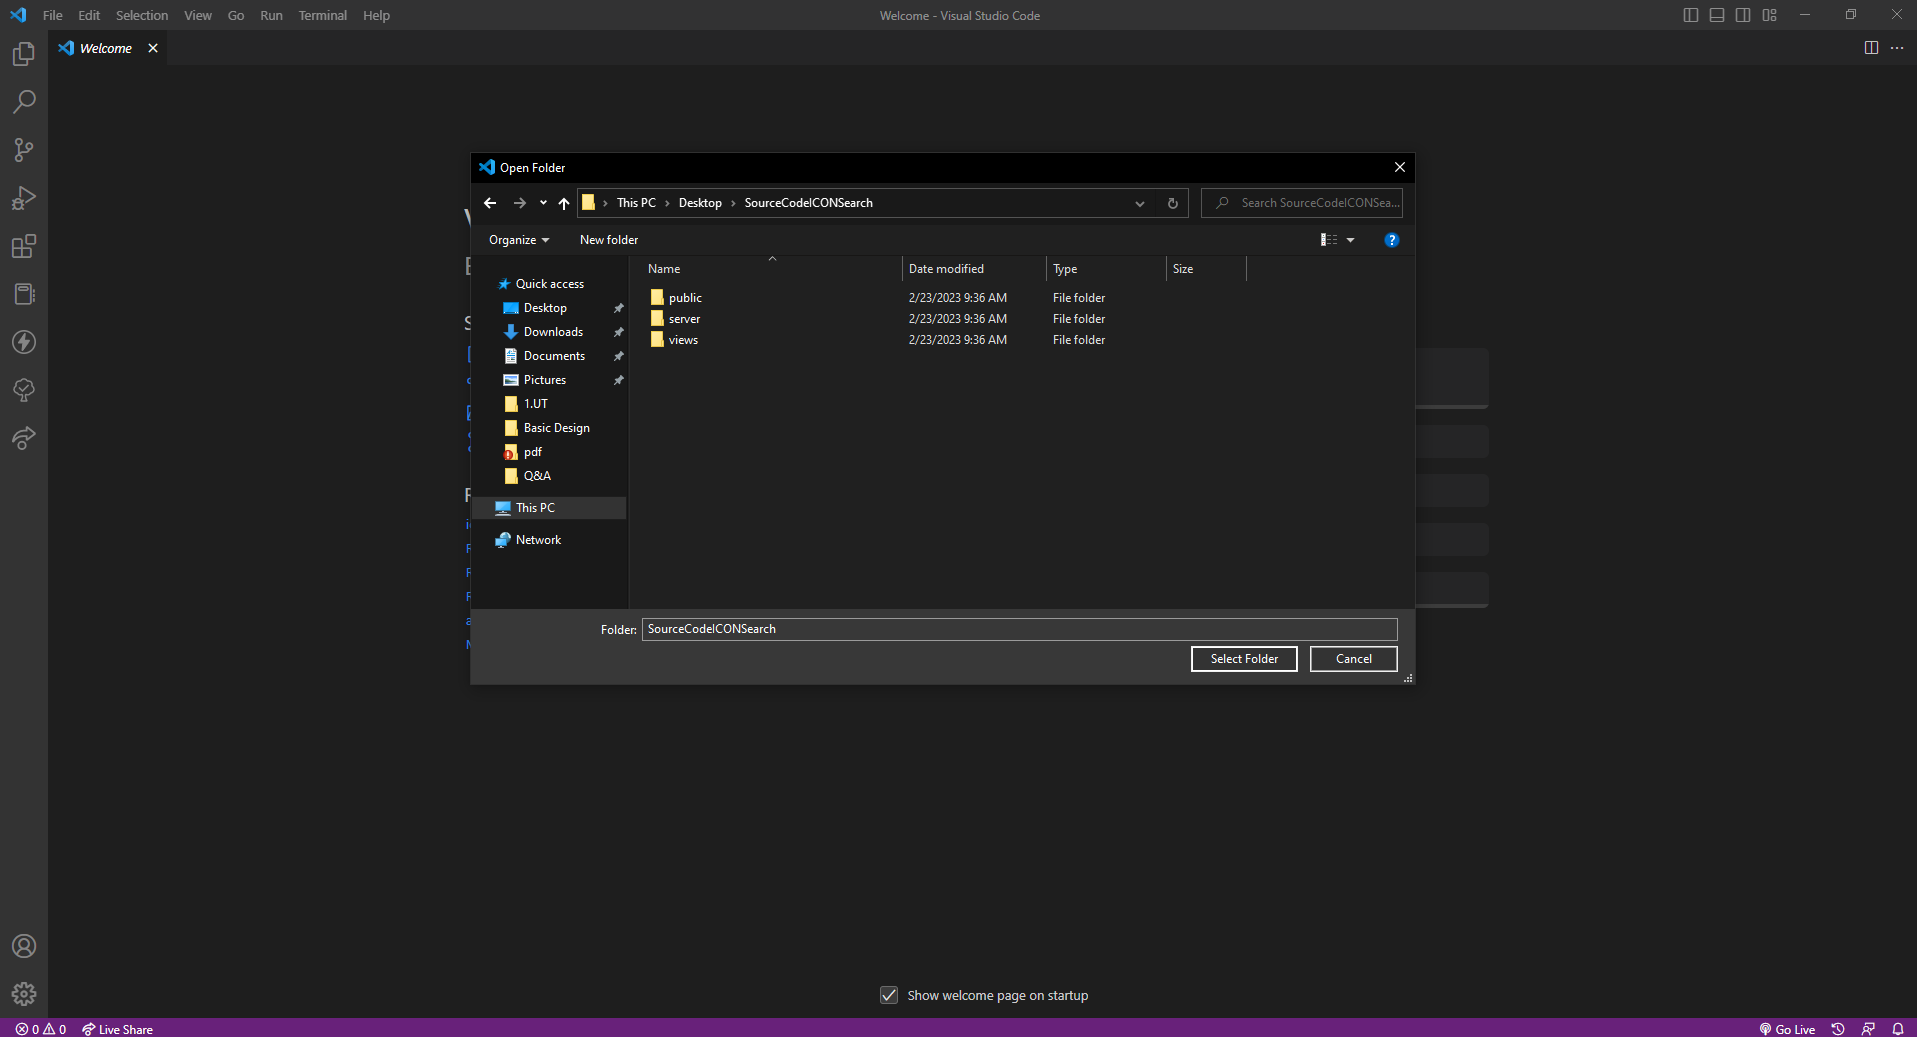 File Edit Selection View Go Run Terminal Help
Welcome - Visual Studio Code
Welcome
Open Folder
This PC Desktop SourceCodeICONSearch
Search SourceCodeICONSea...
Organize New folder
Name Date modified Type Size
public 2/23/2023 9:36 AM File folder
server 2/23/2023 9:36 AM File folder
views 2/23/2023 9:36 AM File folder
Quick access
Desktop
Downloads
Documents
Pictures
1.UT
Basic Design
pdf
Q&A
This PC
Network
Folder: SourceCodeICONSearch
Select Folder Cancel
Show welcome page on startup
0 0 Live Share
Go Live